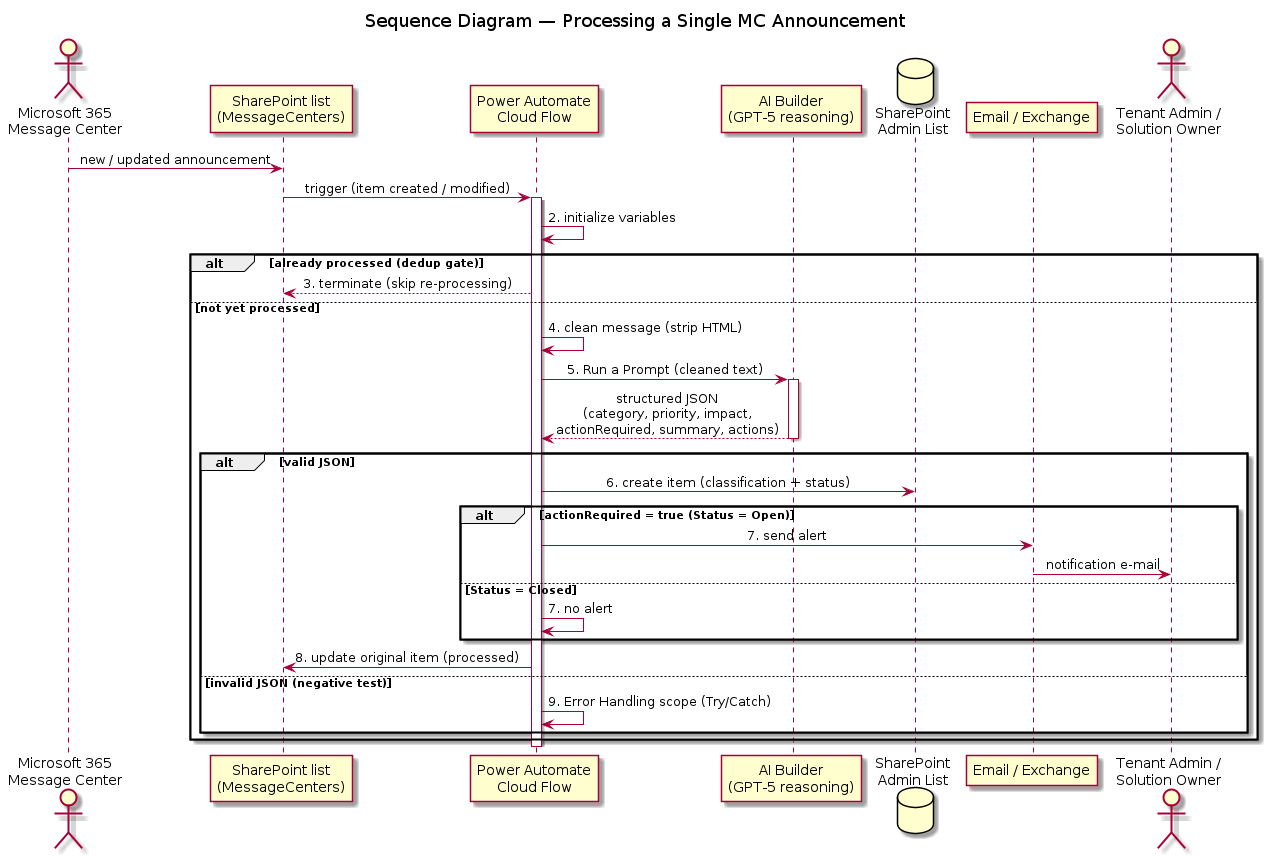 Sequence Diagram — Processing a Single MC Announcement
Microsoft 365
Message Center
SharePoint list
(MessageCenters)
Power Automate
Cloud Flow
AI Builder
(GPT-5 reasoning)
SharePoint
Admin List
Email / Exchange
Tenant Admin /
Solution Owner
new / updated announcement
trigger (item created / modified)
2. initialize variables
alt
[already processed (dedup gate)]
3. terminate (skip re-processing)
[not yet processed]
4. clean message (strip HTML)
5. Run a Prompt (cleaned text)
structured JSON
(category, priority, impact,
actionRequired, summary, actions)
alt
[valid JSON]
6. create item (classification + status)
alt
[actionRequired = true (Status = Open)]
7. send alert
notification e-mail
[Status = Closed]
7. no alert
8. update original item (processed)
[invalid JSON (negative test)]
9. Error Handling scope (Try/Catch)
Microsoft 365
Message Center
SharePoint list
(MessageCenters)
Power Automate
Cloud Flow
AI Builder
(GPT-5 reasoning)
SharePoint
Admin List
Email / Exchange
Tenant Admin /
Solution Owner